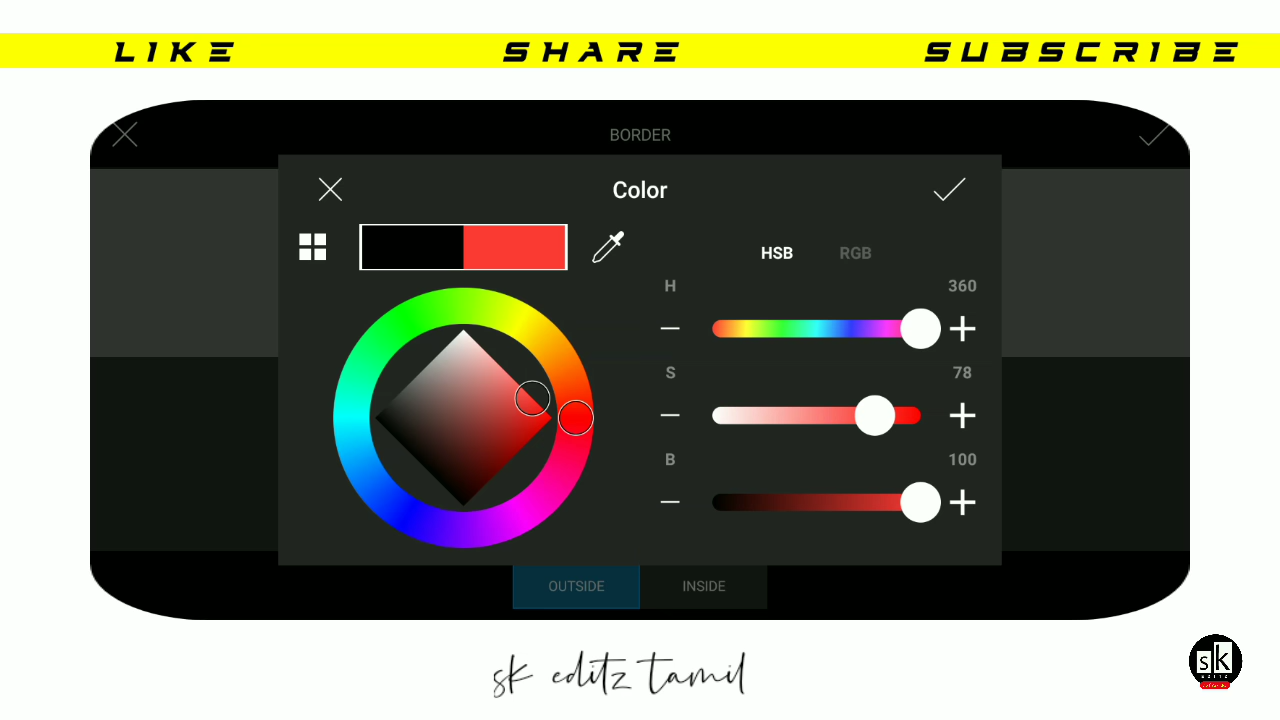 LIKE SHARE SUBSCRIBE
BORDER
Color
HSB RGB
H 360
S 78
B 100
OUTSIDE INSIDE
sk editz tamil
sk